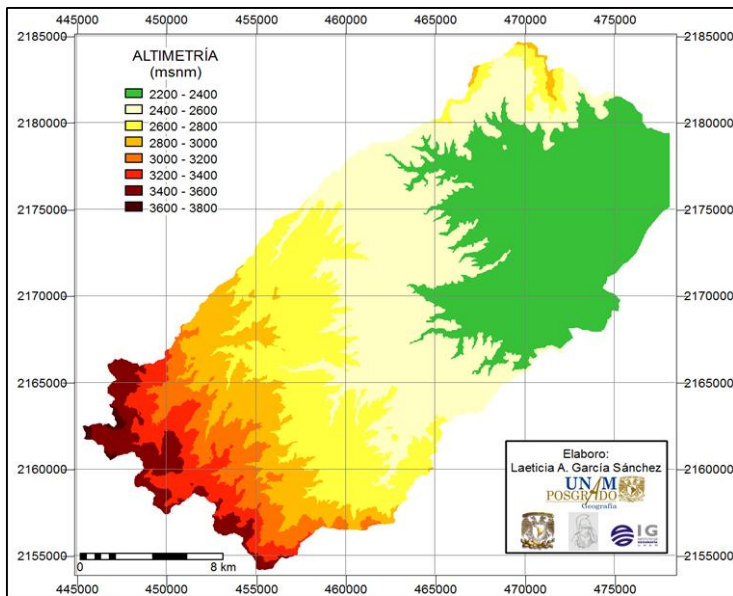 445000 450000 455000 460000 465000 470000 475000
2185000 2185000
ALTIMETRÍA
(msnm)
2200 - 2400
2400 - 2600
2600 - 2800
2800 - 3000
3000 - 3200
3200 - 3400
3400 - 3600
3600 - 3800
2180000 2180000
2175000 2175000
2170000 2170000
2165000 2165000
2160000 2160000
2155000 2155000
Elaboro:
Laeticia A. García Sánchez
UNAM
POSGRADO
Geografía
IG
0 8 km
445000 450000 455000 460000 465000 470000 475000